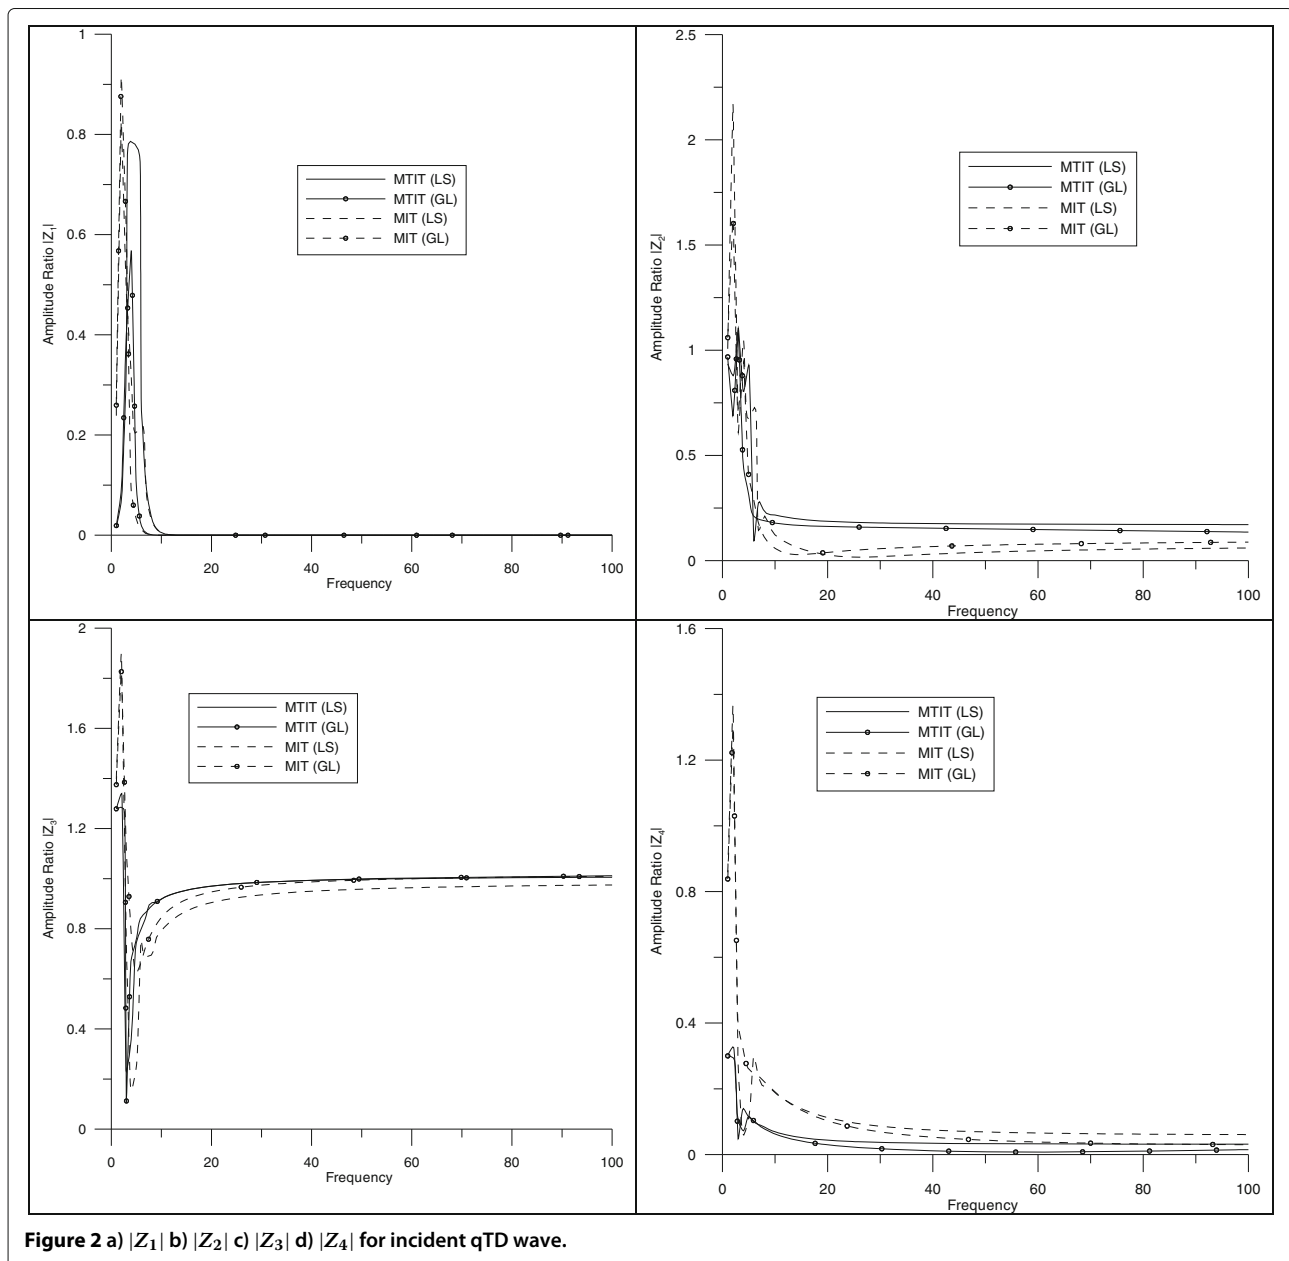 1
0.8
0.6
0.4
0.2
0
Amplitude Ratio |Z1|
MTIT (LS)
MTIT (GL)
MIT (LS)
MIT (GL)
0 20 40 60 80 100
Frequency
2.5
2
1.5
1
0.5
0
Amplitude Ratio |Z2|
MTIT (LS)
MTIT (GL)
MIT (LS)
MIT (GL)
0 20 40 60 80 100
Frequency
2
1.6
1.2
0.8
0.4
0
Amplitude Ratio |Z3|
MTIT (LS)
MTIT (GL)
MIT (LS)
MIT (GL)
0 20 40 60 80 100
Frequency
1.6
1.2
0.8
0.4
0
Amplitude Ratio |Z4|
MTIT (LS)
MTIT (GL)
MIT (LS)
MIT (GL)
0 20 40 60 80 100
Frequency
Figure 2 a) |Z1| b) |Z2| c) |Z3| d) |Z4| for incident qTD wave.